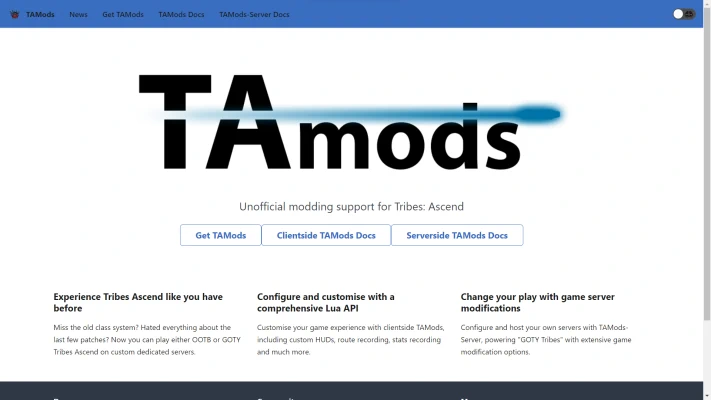 TAMods News Get TAMods TAMods Docs TAMods-Server Docs
TAmods
Unofficial modding support for Tribes: Ascend
Get TAMods Clientside TAMods Docs Serverside TAMods Docs
Experience Tribes Ascend like you have
before
Miss the old class system? Hated everything about the
last few patches? Now you can play either OOTB or GOTY
Tribes Ascend on custom dedicated servers.
Configure and customise with a
comprehensive Lua API
Customise your game experience with clientside TAMods,
including custom HUDs, route recording, stats recording
and much more.
Change your play with game server
modifications
Configure and host your own servers with TAMods-
Server, powering "GOTY Tribes" with extensive game
modification options.